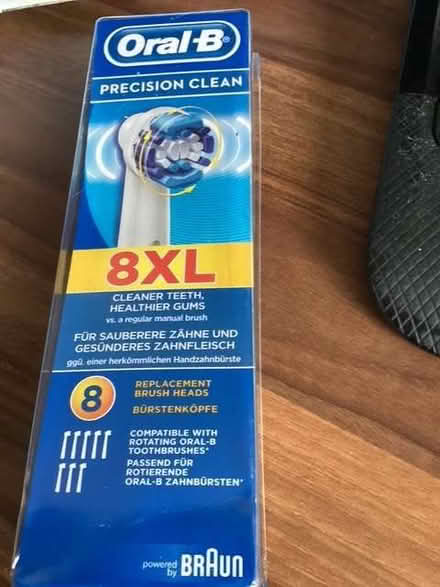 Oral-B
PRECISION CLEAN
8XL
CLEANER TEETH,
HEALTHIER GUMS
vs. a regular manual brush
FÜR SAUBERERE ZÄHNE UND
GESÜNDERES ZAHNFLEISCH
ggü. einer herkömmlichen Handzahnbürste
8
REPLACEMENT
BRUSH HEADS
BÜRSTENKÖPFE
COMPATIBLE WITH
ROTATING ORAL-B
TOOTHBRUSHES*
PASSEND FÜR
ROTIERENDE
ORAL-B ZAHNBÜRSTEN*
powered by BRAUN